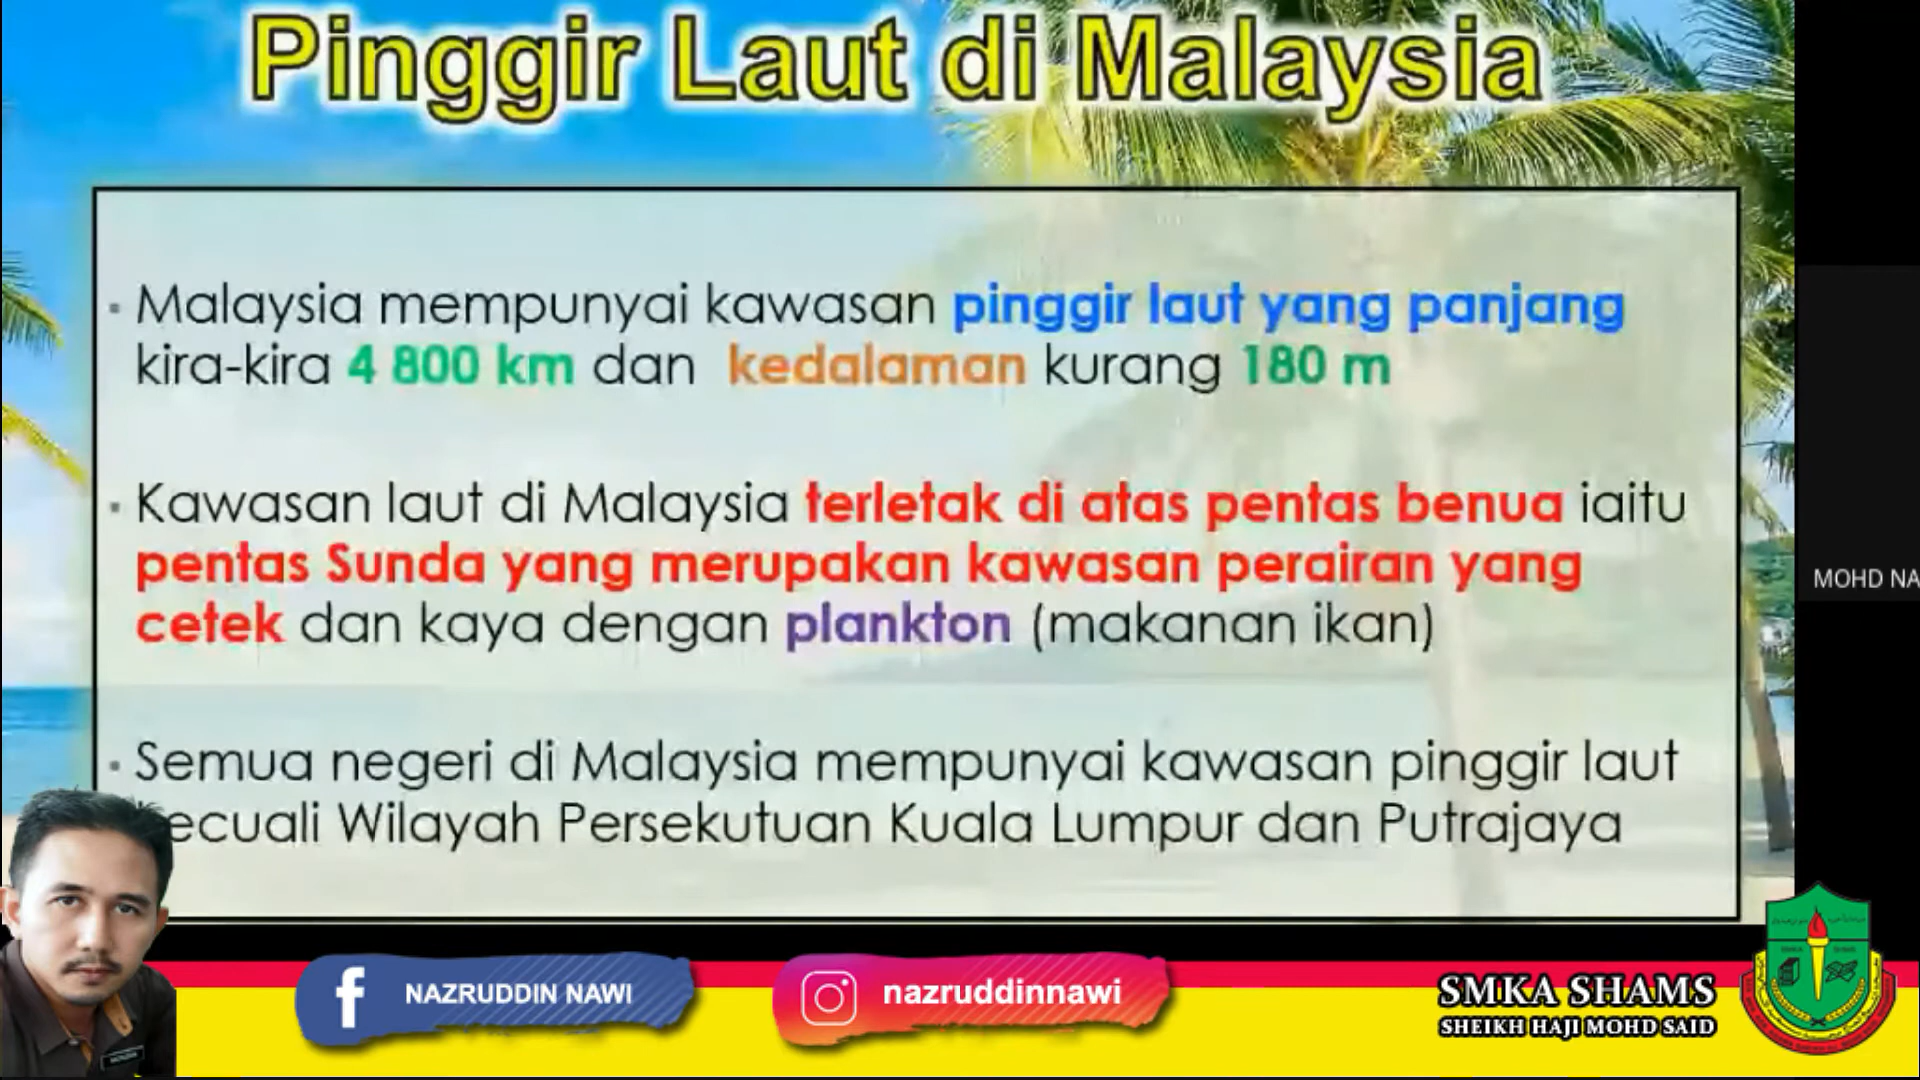 Pinggir Laut di Malaysia
Malaysia mempunyai kawasan pinggir laut yang panjang
kira-kira 4 800 km dan kedalaman kurang 180 m
Kawasan laut di Malaysia terletak di atas pentas benua iaitu
pentas Sunda yang merupakan kawasan perairan yang
cetek dan kaya dengan plankton (makanan ikan)
Semua negeri di Malaysia mempunyai kawasan pinggir laut
ecuali Wilayah Persekutuan Kuala Lumpur dan Putrajaya
MOHD NA
NAZRUDDIN NAWI
nazruddinnawi
SMKA SHAMS
SHEIKH HAJI MOHD SAID